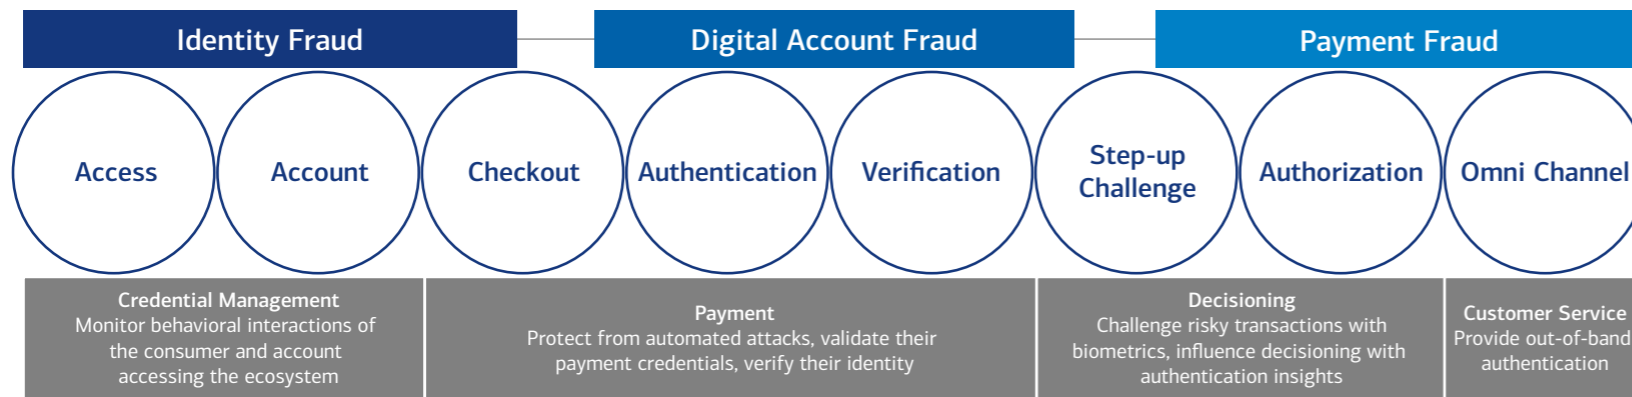 Identity Fraud
Digital Account Fraud
Payment Fraud
Access
Account
Checkout
Authentication
Verification
Step-up
Challenge
Authorization
Omni Channel
Credential Management
Monitor behavioral interactions of
the consumer and account
accessing the ecosystem
Payment
Protect from automated attacks, validate their
payment credentials, verify their identity
Decisioning
Challenge risky transactions with
biometrics, influence decisioning with
authentication insights
Customer Service
Provide out-of-band
authentication